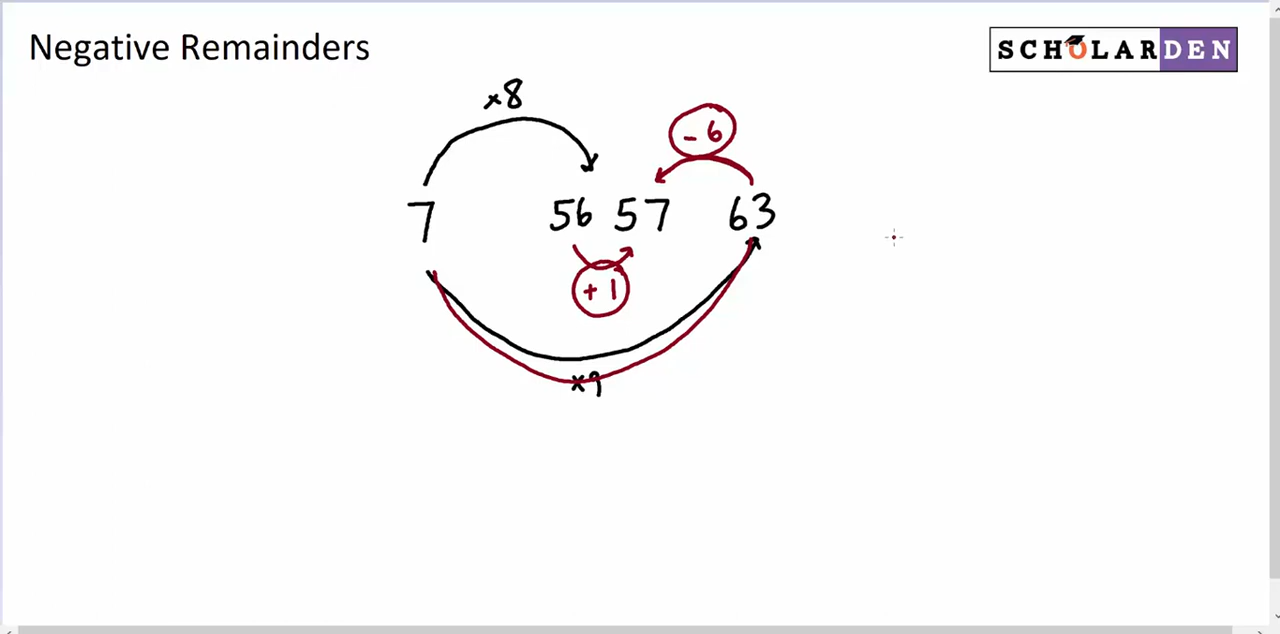 Negative Remainders
SCHOLARDEN
×8
- 6
7 56 57 63
+ 1
×9